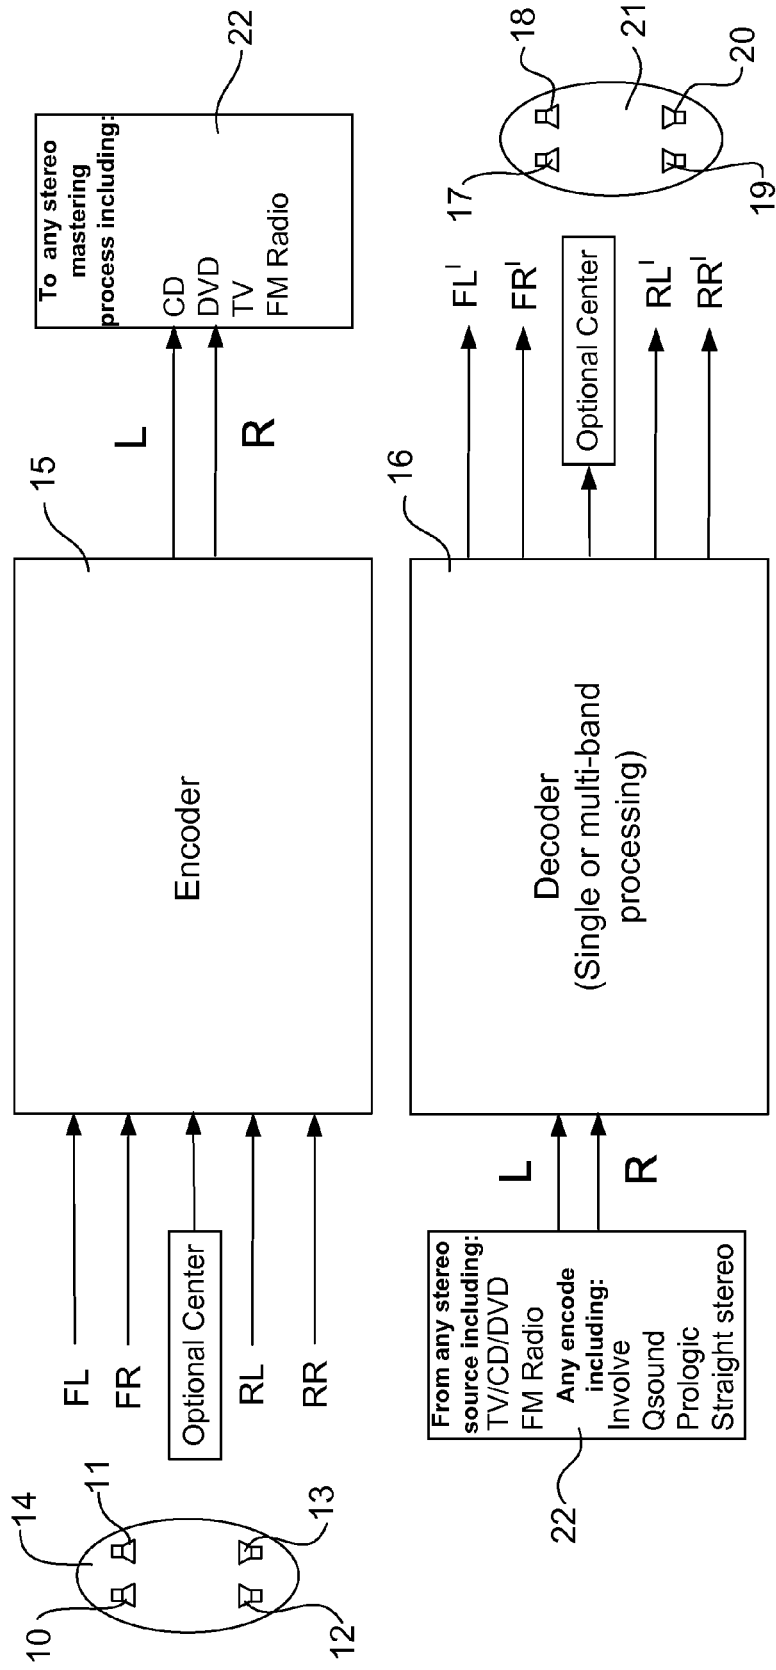 14
10
11
12
13
FL
FR
Optional Center
RL
RR
Encoder
15
L
R
To any stereo
mastering
process including:
CD
DVD
TV
FM Radio
22
From any stereo
source including:
TV/CD/DVD
FM Radio
Any encode
including:
Involve
Qsound
Prologic
Straight stereo
22
L
R
Decoder
(Single or multi-band
processing)
16
FL'
FR'
Optional Center
RL'
RR'
17
18
19
20
21